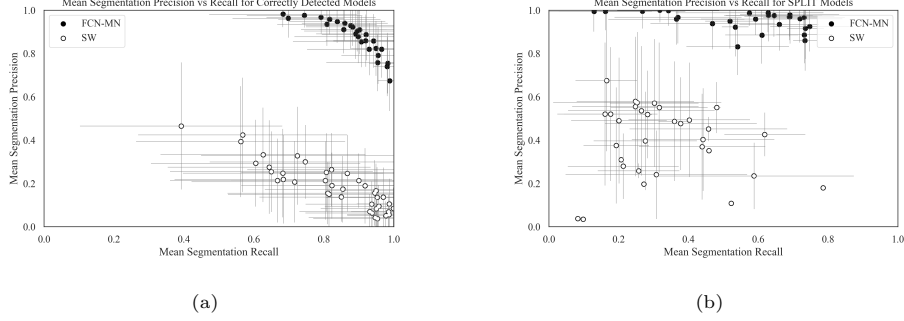 Mean Segmentation Precision vs Recall for Correctly Detected Models
1.0
0.8
0.6
0.4
0.2
0.0
Mean Segmentation Precision
FCN-MN
SW
0.0 0.2 0.4 0.6 0.8 1.0
Mean Segmentation Recall
(a)
Mean Segmentation Precision vs Recall for SPLIT Models
1.0
0.8
0.6
0.4
0.2
0.0
Mean Segmentation Precision
FCN-MN
SW
0.0 0.2 0.4 0.6 0.8 1.0
Mean Segmentation Recall
(b)